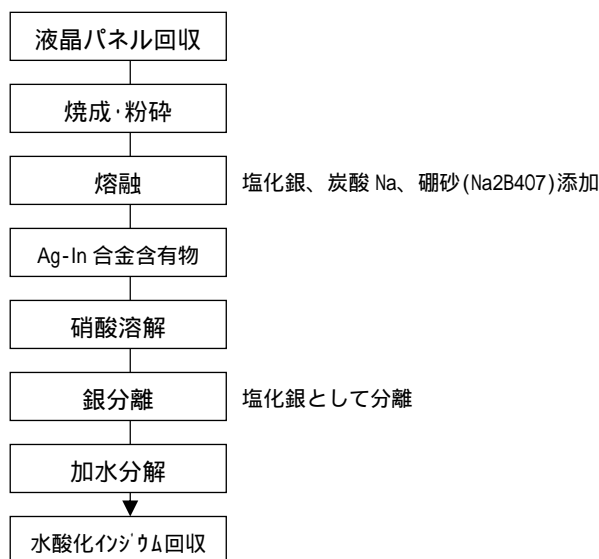 液晶パネル回収
焼成･粉砕
熔融 塩化銀、炭酸 Na、硼砂(Na2B4O7)添加
Ag-In 合金含有物
硝酸溶解
銀分離 塩化銀として分離
加水分解
水酸化ｲﾝｼﾞｳﾑ回収